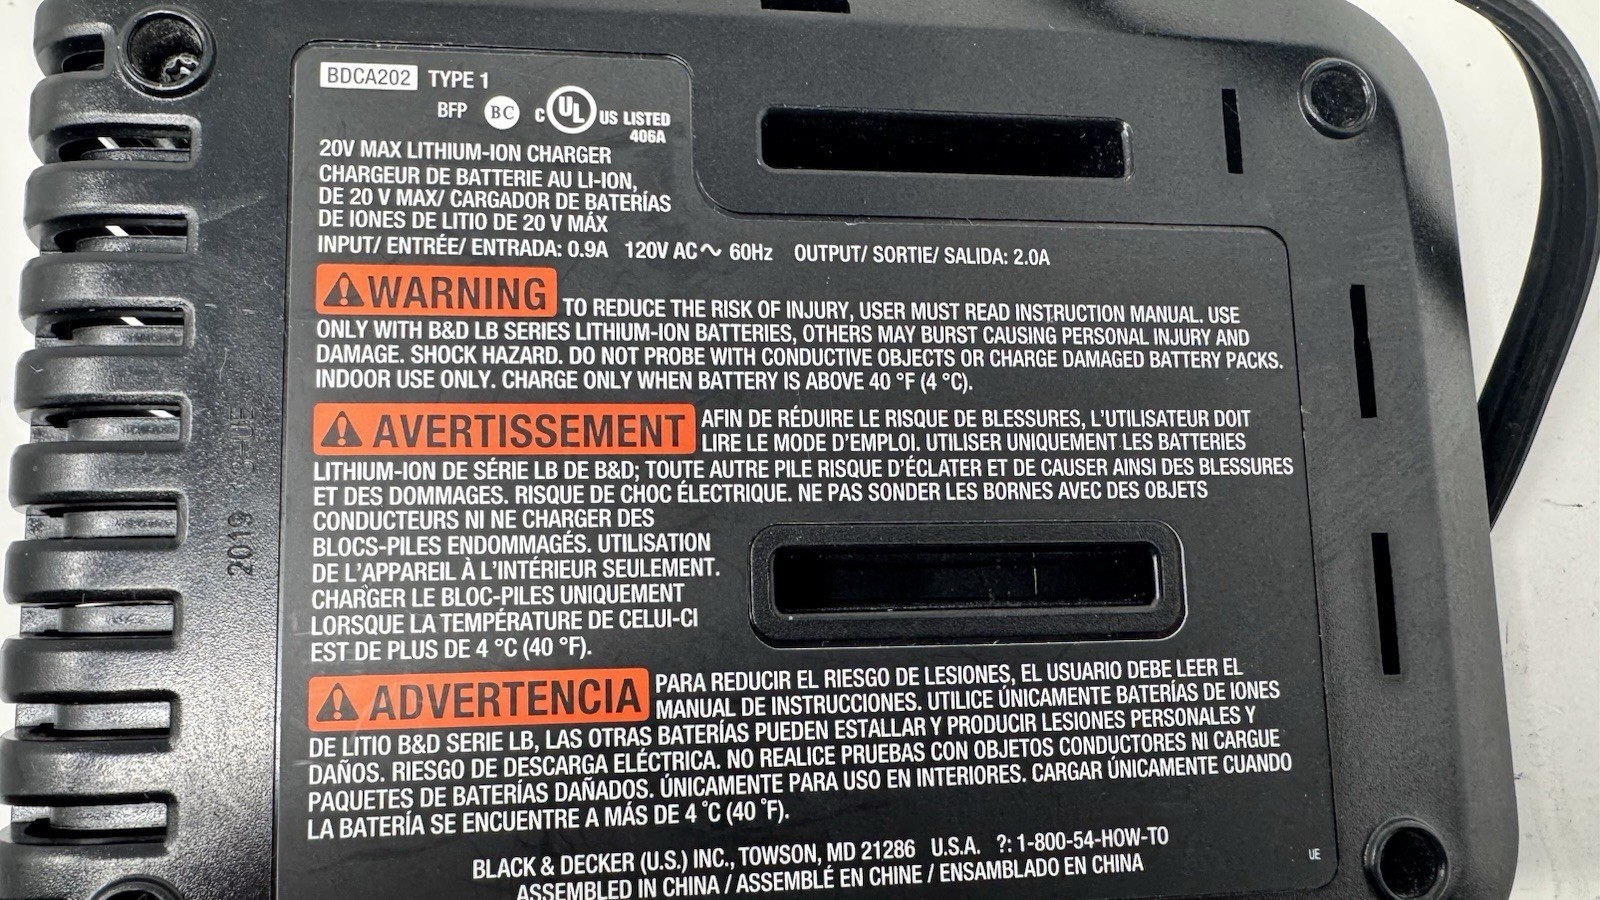 BDCA202 TYPE 1
BFP BC C UL US LISTED
406A
20V MAX LITHIUM-ION CHARGER
CHARGEUR DE BATTERIE AU LI-ION,
DE 20 V MAX/ CARGADOR DE BATERÍAS
DE IONES DE LITIO DE 20 V MÁX
INPUT/ ENTRÉE/ ENTRADA: 0.9A 120V AC∿ 60Hz OUTPUT/ SORTIE/ SALIDA: 2.0A
WARNING TO REDUCE THE RISK OF INJURY, USER MUST READ INSTRUCTION MANUAL. USE
ONLY WITH B&D LB SERIES LITHIUM-ION BATTERIES, OTHERS MAY BURST CAUSING PERSONAL INJURY AND
DAMAGE. SHOCK HAZARD. DO NOT PROBE WITH CONDUCTIVE OBJECTS OR CHARGE DAMAGED BATTERY PACKS.
INDOOR USE ONLY. CHARGE ONLY WHEN BATTERY IS ABOVE 40 °F (4 °C).
AVERTISSEMENT AFIN DE RÉDUIRE LE RISQUE DE BLESSURES, L'UTILISATEUR DOIT
LIRE LE MODE D'EMPLOI. UTILISER UNIQUEMENT LES BATTERIES
LITHIUM-ION DE SÉRIE LB DE B&D; TOUTE AUTRE PILE RISQUE D'ÉCLATER ET DE CAUSER AINSI DES BLESSURES
ET DES DOMMAGES. RISQUE DE CHOC ÉLECTRIQUE. NE PAS SONDER LES BORNES AVEC DES OBJETS
CONDUCTEURS NI NE CHARGER DES
BLOCS-PILES ENDOMMAGÉS. UTILISATION
DE L'APPAREIL À L'INTÉRIEUR SEULEMENT.
CHARGER LE BLOC-PILES UNIQUEMENT
LORSQUE LA TEMPÉRATURE DE CELUI-CI
EST DE PLUS DE 4 °C (40 °F).
ADVERTENCIA PARA REDUCIR EL RIESGO DE LESIONES, EL USUARIO DEBE LEER EL
MANUAL DE INSTRUCCIONES. UTILICE ÚNICAMENTE BATERÍAS DE IONES
DE LITIO B&D SERIE LB, LAS OTRAS BATERÍAS PUEDEN ESTALLAR Y PRODUCIR LESIONES PERSONALES Y
DAÑOS. RIESGO DE DESCARGA ELÉCTRICA. NO REALICE PRUEBAS CON OBJETOS CONDUCTORES NI CARGUE
PAQUETES DE BATERÍAS DAÑADOS. ÚNICAMENTE PARA USO EN INTERIORES. CARGAR ÚNICAMENTE CUANDO
LA BATERÍA SE ENCUENTRE A MÁS DE 4 °C (40 °F).
BLACK & DECKER (U.S.) INC., TOWSON, MD 21286 U.S.A. ?: 1-800-54-HOW-TO
ASSEMBLED IN CHINA / ASSEMBLÉ EN CHINE / ENSAMBLADO EN CHINA
UE
2019